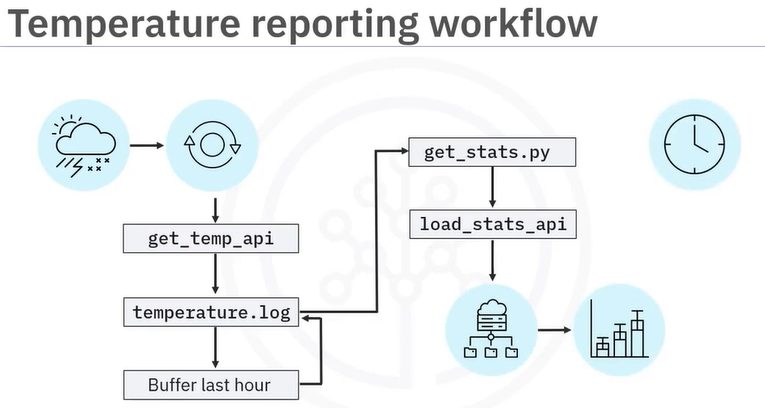 Temperature reporting workflow
get_temp_api
temperature.log
Buffer last hour
get_stats.py
load_stats_api